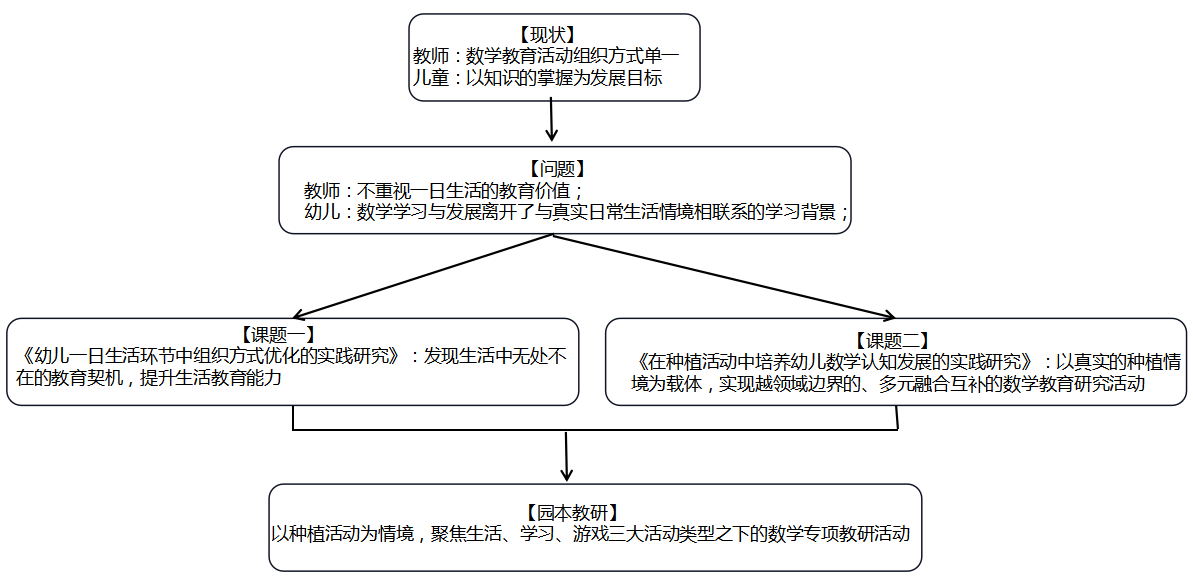 【现状】
教师：数学教育活动组织方式单一
儿童：以知识的掌握为发展目标
【问题】
教师：不重视一日生活的教育价值；
幼儿：数学学习与发展离开了与真实日常生活情境相联系的学习背景；
【课题一】
《幼儿一日生活环节中组织方式优化的实践研究》：发现生活中无处不
在的教育契机，提升生活教育能力
【课题二】
《在种植活动中培养幼儿数学认知发展的实践研究》：以真实的种植情
境为载体，实现越领域边界的、多元融合互补的数学教育研究活动
【园本教研】
以种植活动为情境，聚焦生活、学习、游戏三大活动类型之下的数学专项教研活动